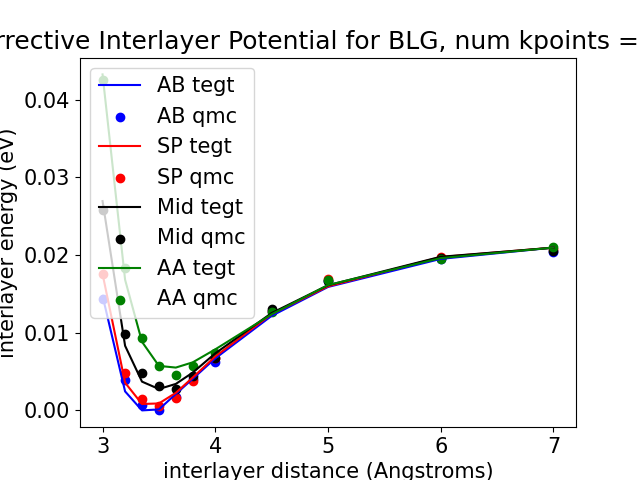 rrective Interlayer Potential for BLG, num kpoints =
interlayer energy (eV)
0.04
0.03
0.02
0.01
0.00
AB tegt
AB qmc
SP tegt
SP qmc
Mid tegt
Mid qmc
AA tegt
AA qmc
3 4 5 6 7
interlayer distance (Angstroms)